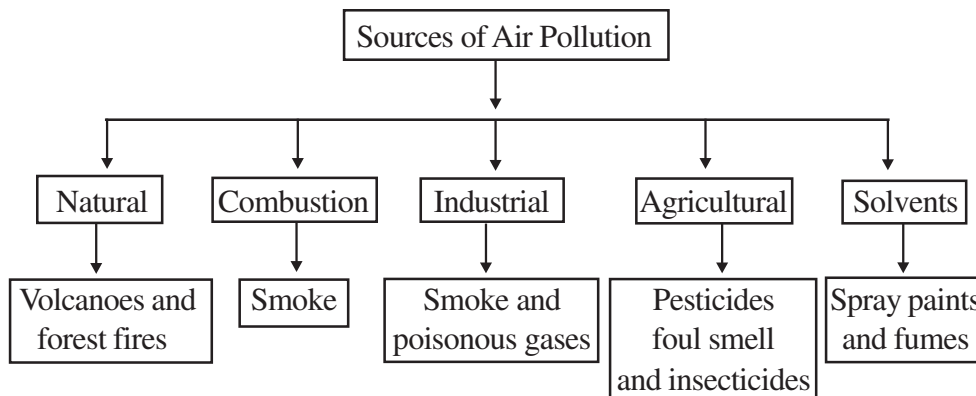 Sources of Air Pollution
Natural
Combustion
Industrial
Agricultural
Solvents
Volcanoes and
forest fires
Smoke
Smoke and
poisonous gases
Pesticides
foul smell
and insecticides
Spray paints
and fumes